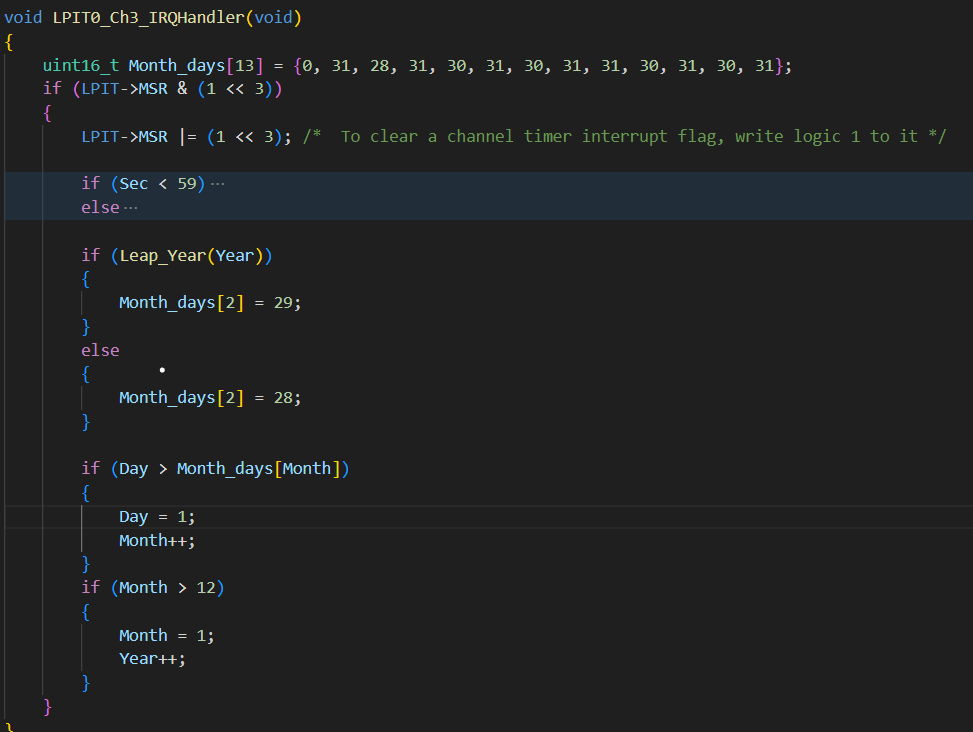 void LPIT0_Ch3_IRQHandler(void)
{
    uint16_t Month_days[13] = {0, 31, 28, 31, 30, 31, 30, 31, 31, 30, 31, 30, 31};
    if (LPIT->MSR & (1 << 3))
    {
        LPIT->MSR |= (1 << 3); /*  To clear a channel timer interrupt flag, write logic 1 to it */
        if (Sec < 59)···
        else···
        if (Leap_Year(Year))
        {
            Month_days[2] = 29;
        }
        else
        {
            Month_days[2] = 28;
        }
        if (Day > Month_days[Month])
        {
            Day = 1;
            Month++;
        }
        if (Month > 12)
        {
            Month = 1;
            Year++;
        }
    }
}